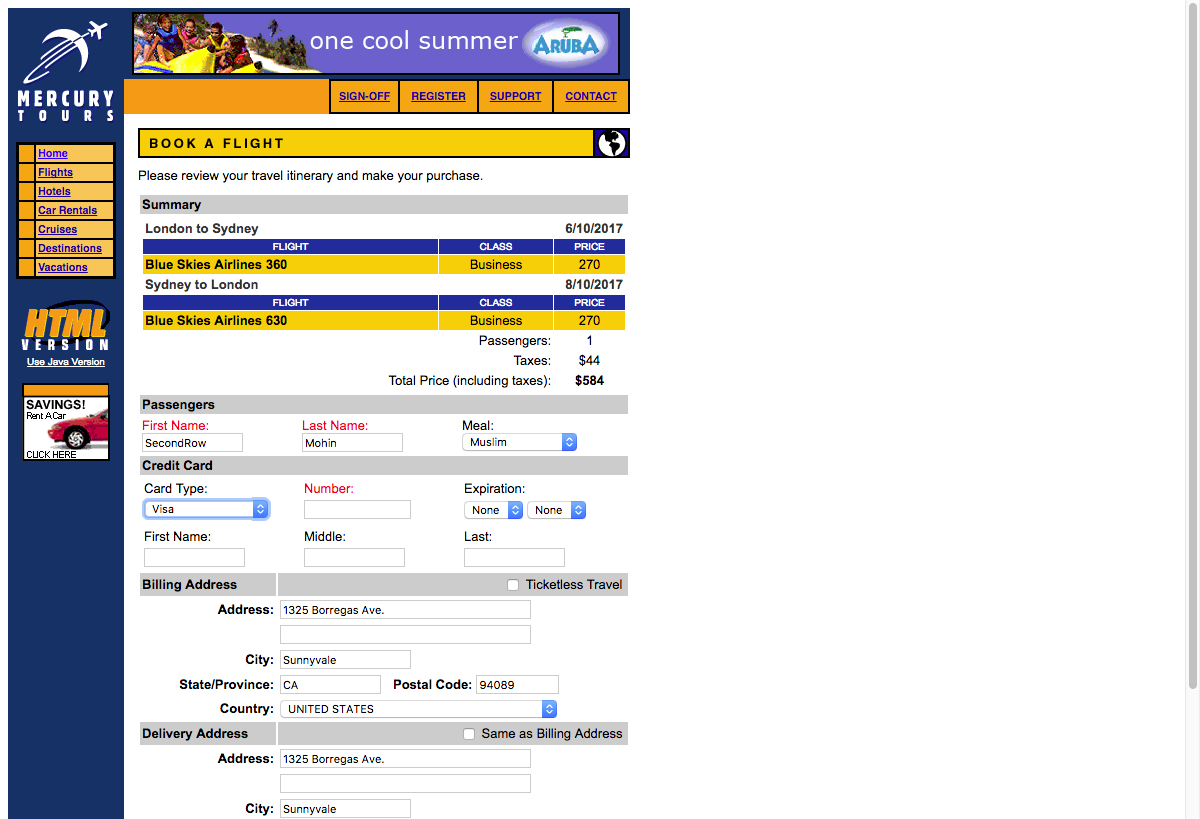 one cool summer ARUBA
MERCURY
TOURS
SIGN-OFF REGISTER SUPPORT CONTACT
Home
Flights
Hotels
Car Rentals
Cruises
Destinations
Vacations
HTML
VERSION
Use Java Version
SAVINGS!
Rent A Car
CLICK HERE
BOOK A FLIGHT
Please review your travel itinerary and make your purchase.
Summary
London to Sydney 6/10/2017
FLIGHT CLASS PRICE
Blue Skies Airlines 360 Business 270
Sydney to London 8/10/2017
FLIGHT CLASS PRICE
Blue Skies Airlines 630 Business 270
Passengers: 1
Taxes: $44
Total Price (including taxes): $584
Passengers
First Name: Last Name: Meal:
SecondRow Mohin Muslim
Credit Card
Card Type: Number: Expiration:
Visa None None
First Name: Middle: Last:
Billing Address Ticketless Travel
Address: 1325 Borregas Ave.
City: Sunnyvale
State/Province: CA Postal Code: 94089
Country: UNITED STATES
Delivery Address Same as Billing Address
Address: 1325 Borregas Ave.
City: Sunnyvale